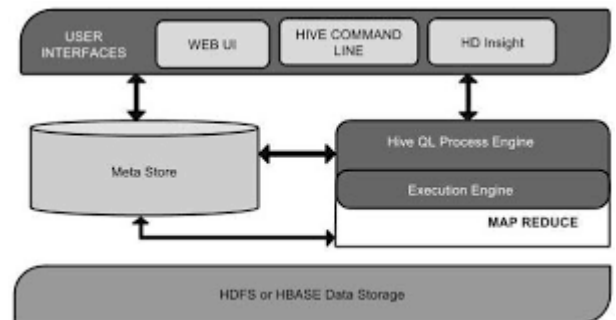 USER
INTERFACES
WEB UI
HIVE COMMAND
LINE
HD Insight
Meta Store
Hive QL Process Engine
Execution Engine
MAP REDUCE
HDFS or HBASE Data Storage